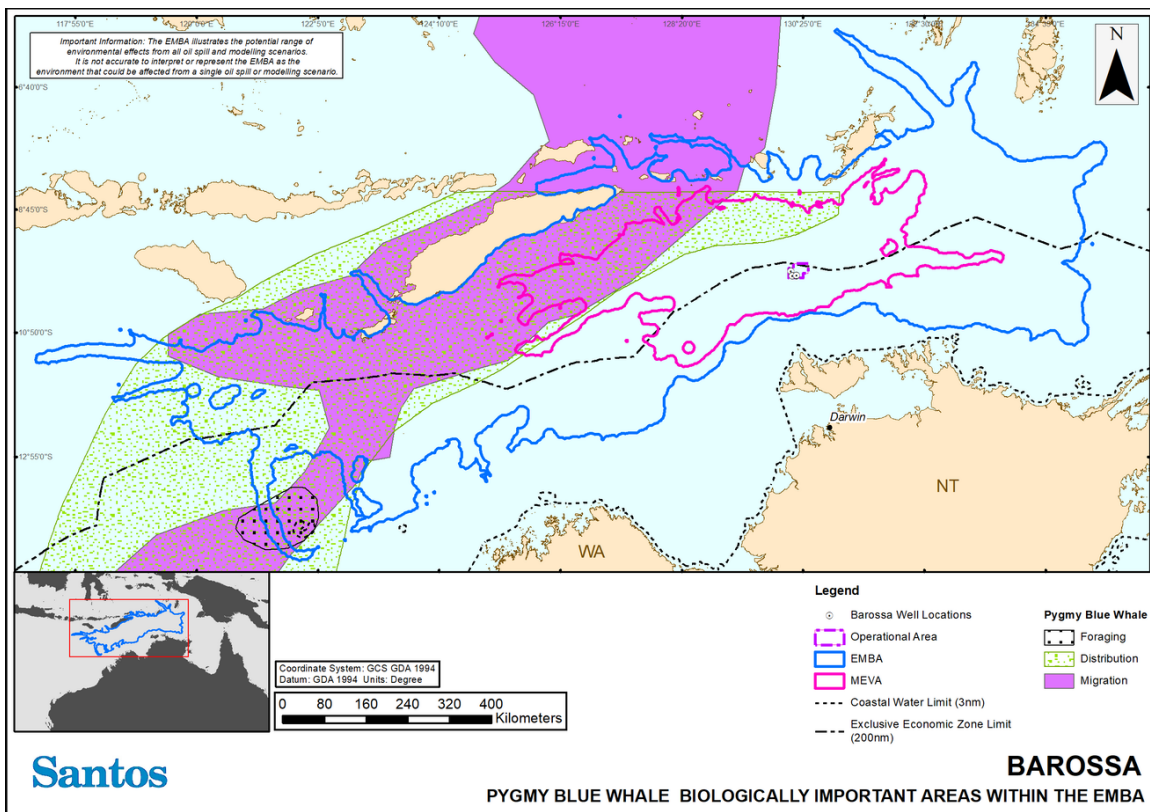 117°55'0"E
120°0'0"E
122°5'0"E
124°10'0"E
126°15'0"E
128°20'0"E
130°25'0"E
Important Information: The EMBA illustrates the potential range of
environmental effects from all oil spill and modelling scenarios.
It is not accurate to interpret or represent the EMBA as the
environment that could be affected from a single oil spill or modelling scenario.
N
6°40'0"S
8°45'0"S
10°50'0"S
12°55'0"S
Darwin
NT
WA
Coordinate System: GCS GDA 1994
Datum: GDA 1994 Units: Degree
0 80 160 240 320 400
Kilometers
Legend
Barossa Well Locations
Operational Area
EMBA
MEVA
Coastal Water Limit (3nm)
Exclusive Economic Zone Limit
(200nm)
Pygmy Blue Whale
Foraging
Distribution
Migration
Santos
BAROSSA
PYGMY BLUE WHALE BIOLOGICALLY IMPORTANT AREAS WITHIN THE EMBA